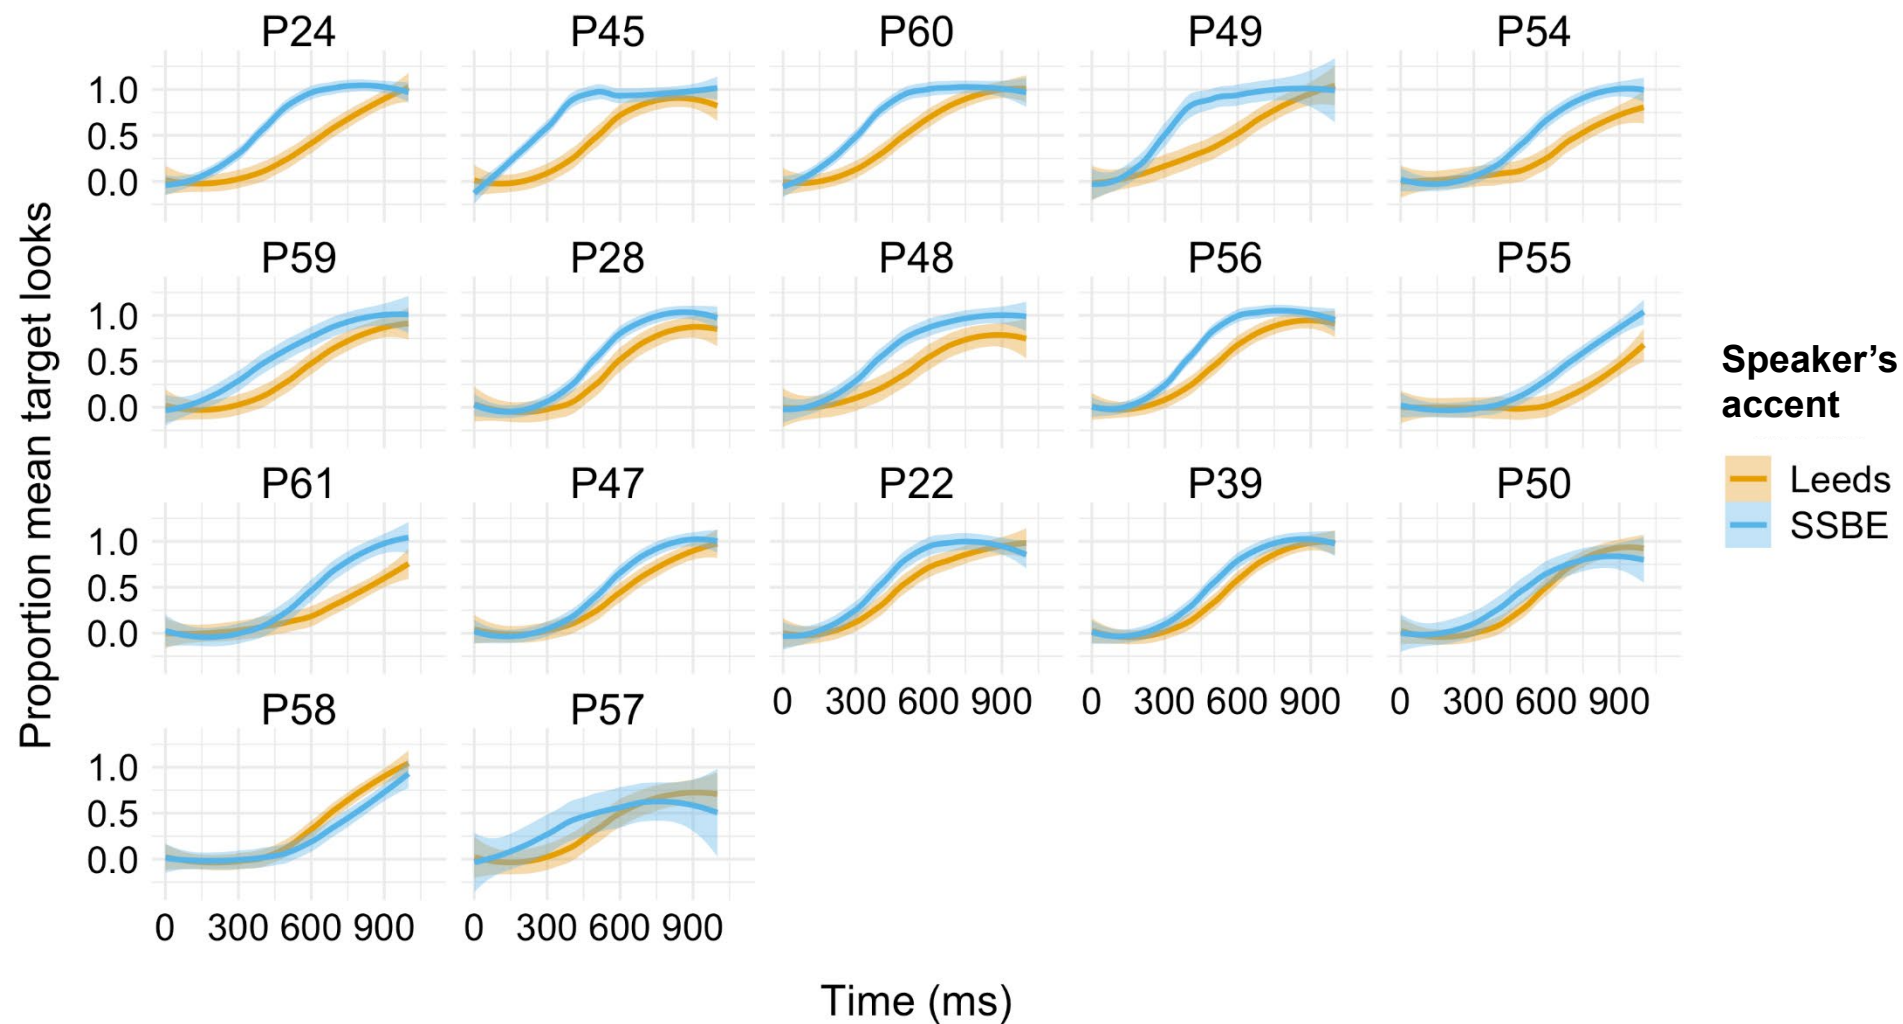 P24 P45 P60 P49 P54
1.0
0.5
0.0
P59 P28 P48 P56 P55
1.0
0.5
0.0
P61 P47 P22 P39 P50
1.0
0.5
0.0
0 300 600 900 0 300 600 900 0 300 600 900
P58 P57
1.0
0.5
0.0
0 300 600 900 0 300 600 900
Proportion mean target looks
Time (ms)
Speaker’s
accent
Leeds
SSBE